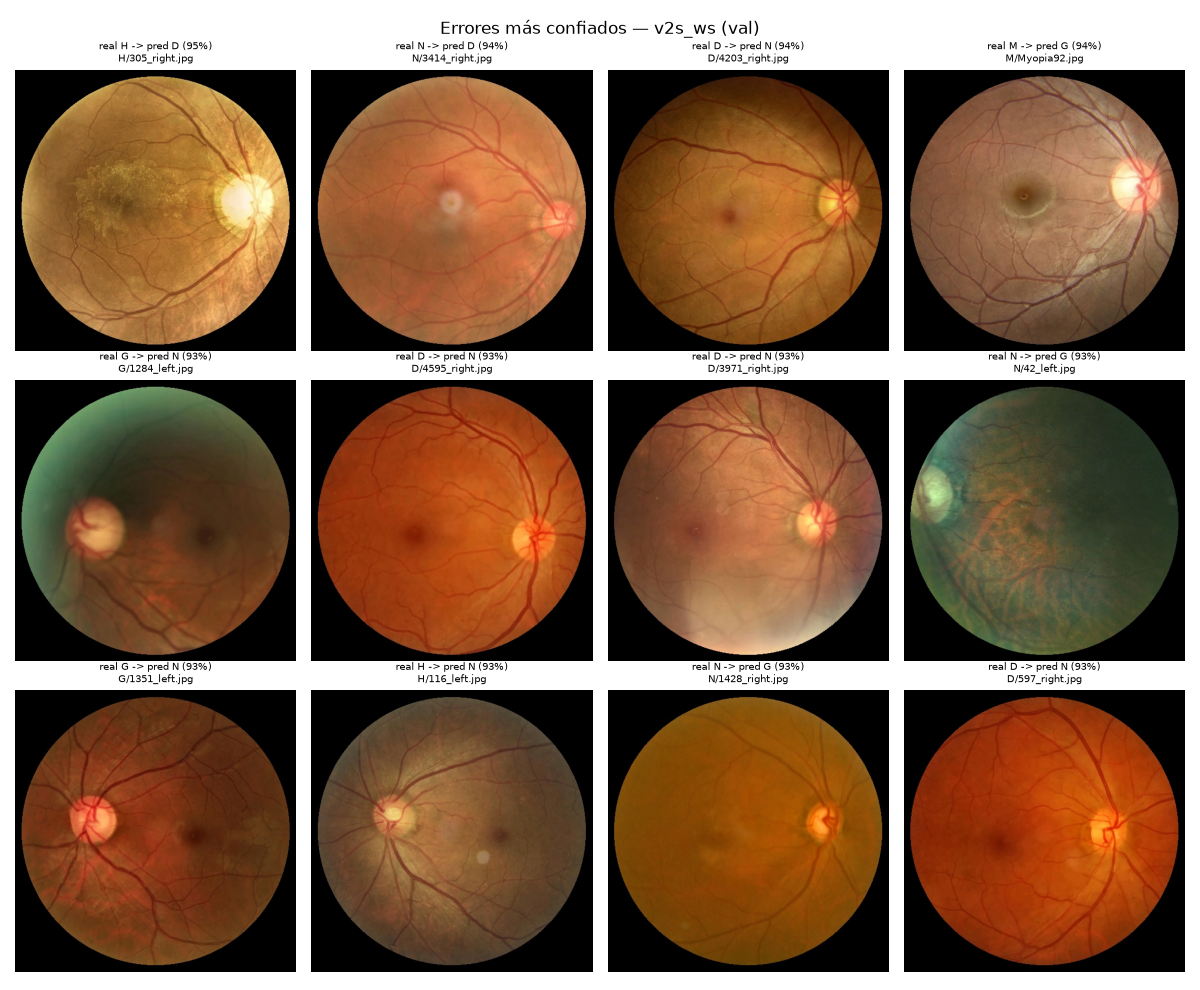 Errores más confiados — v2s_ws (val)
real H -> pred D (95%)
H/305_right.jpg
real N -> pred D (94%)
N/3414_right.jpg
real D -> pred N (94%)
D/4203_right.jpg
real M -> pred G (94%)
M/Myopia92.jpg
real G -> pred N (93%)
G/1284_left.jpg
real D -> pred N (93%)
D/4595_right.jpg
real D -> pred N (93%)
D/3971_right.jpg
real N -> pred G (93%)
N/42_left.jpg
real G -> pred N (93%)
G/1351_left.jpg
real H -> pred N (93%)
H/116_left.jpg
real N -> pred G (93%)
N/1428_right.jpg
real D -> pred N (93%)
D/597_right.jpg